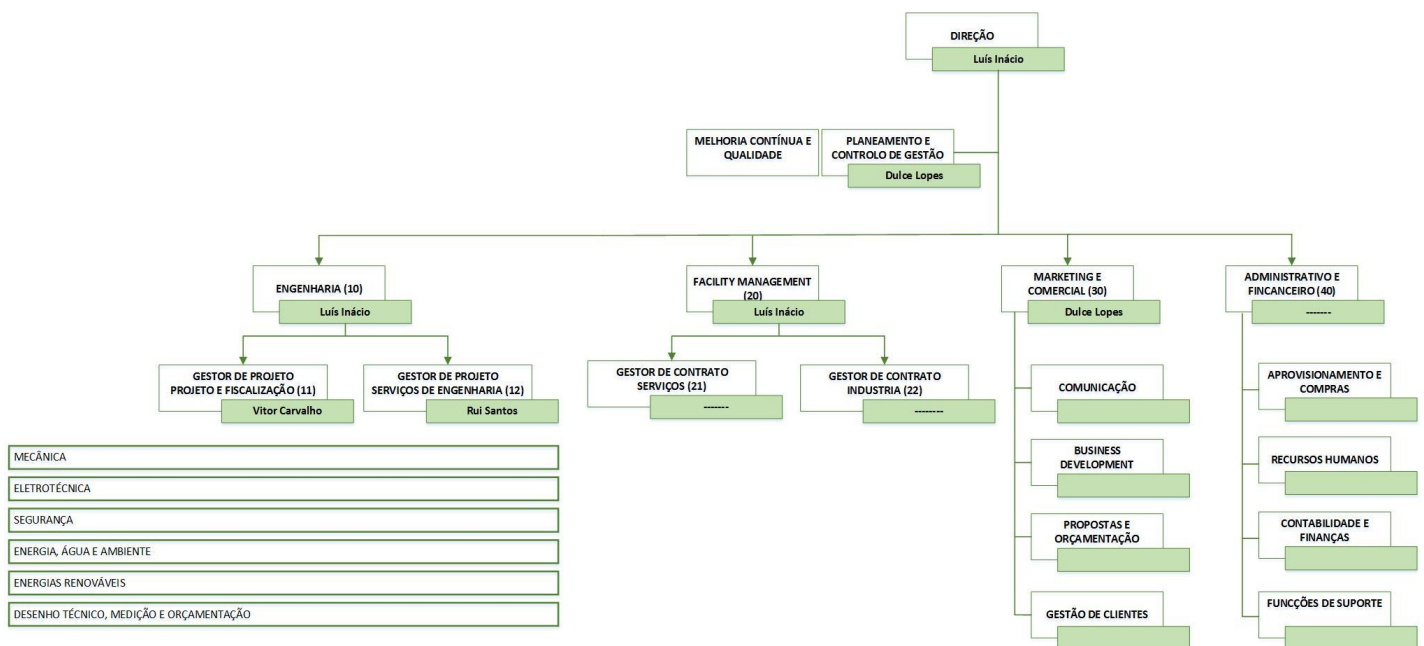 DIREÇÃO
Luís Inácio
MELHORIA CONTÍNUA E
QUALIDADE
PLANEAMENTO E
CONTROLO DE GESTÃO
Dulce Lopes
ENGENHARIA (10)
Luís Inácio
FACILITY MANAGEMENT
(20)
Luís Inácio
MARKETING E
COMERCIAL (30)
Dulce Lopes
ADMINISTRATIVO E
FINCANCEIRO (40)
-------
GESTOR DE PROJETO
PROJETO E FISCALIZAÇÃO (11)
Vitor Carvalho
GESTOR DE PROJETO
SERVIÇOS DE ENGENHARIA (12)
Rui Santos
GESTOR DE CONTRATO
SERVIÇOS (21)
-------
GESTOR DE CONTRATO
INDUSTRIA (22)
--------
MECÂNICA
ELETROTÉCNICA
SEGURANÇA
ENERGIA, ÁGUA E AMBIENTE
ENERGIAS RENOVÁVEIS
DESENHO TÉCNICO, MEDIÇÃO E ORÇAMENTAÇÃO
COMUNICAÇÃO
BUSINESS
DEVELOPMENT
PROPOSTAS E
ORÇAMENTAÇÃO
GESTÃO DE CLIENTES
APROVISIONAMENTO E
COMPRAS
RECURSOS HUMANOS
CONTABILIDADE E
FINANÇAS
FUNCÇÕES DE SUPORTE